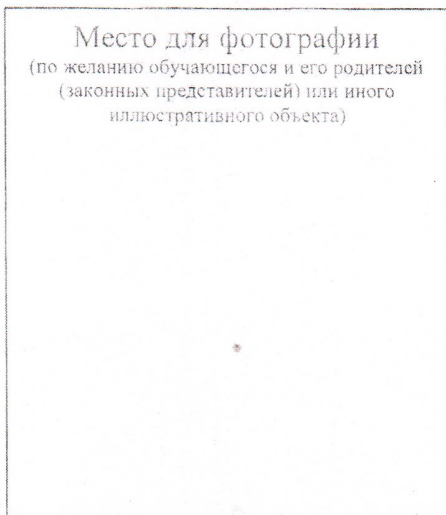 Место для фотографии
(по желанию обучающегося и его родителей
(законных представителей) или иного
иллюстративного объекта)